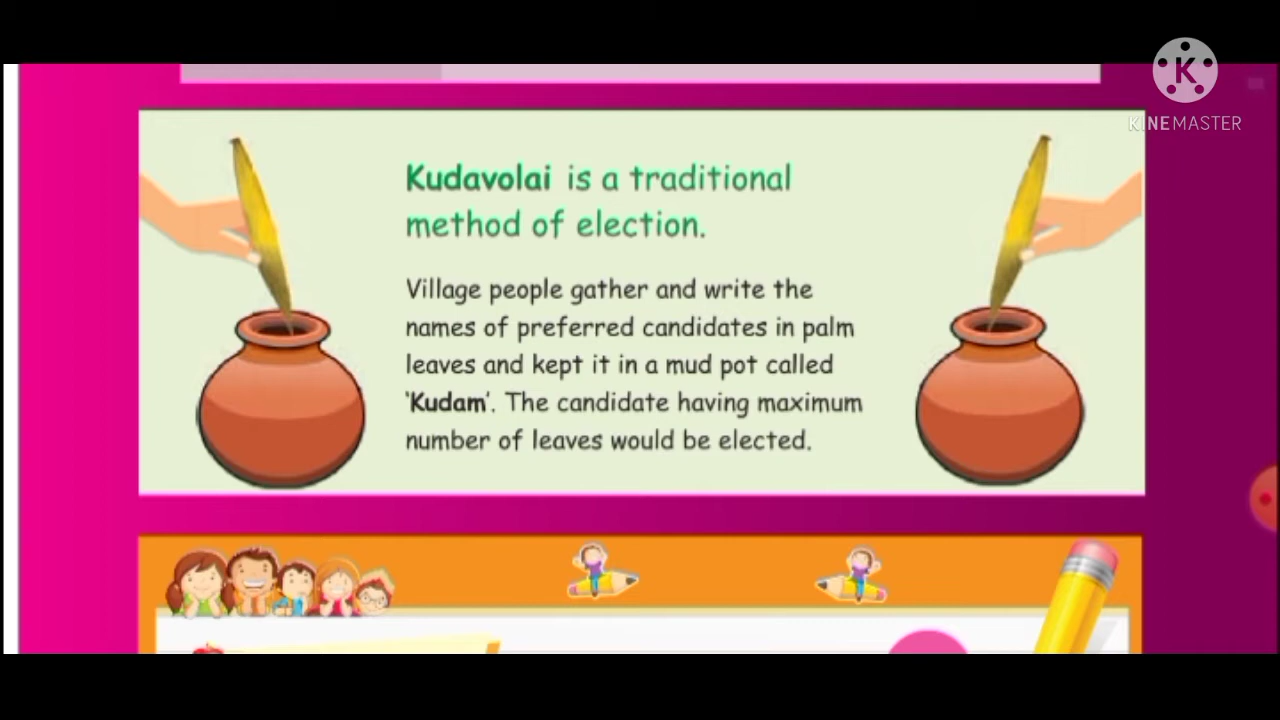 K
KINEMASTER
Kudavolai is a traditional
method of election.
Village people gather and write the
names of preferred candidates in palm
leaves and kept it in a mud pot called
‘Kudam’. The candidate having maximum
number of leaves would be elected.